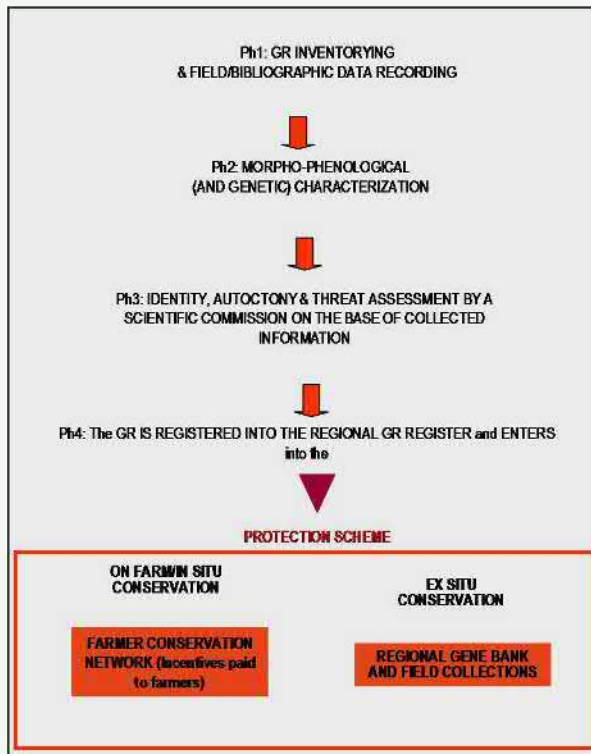 Ph1: GR INVENTORYING
& FIELD/BIBLIOGRAPHIC DATA RECORDING
Ph2: MORPHO-PHENOLOGICAL
(AND GENETIC) CHARACTERIZATION
Ph3: IDENTITY, AUTOCTONY & THREAT ASSESSMENT BY A
SCIENTIFIC COMMISSION ON THE BASE OF COLLECTED
INFORMATION
Ph4: The GR IS REGISTERED INTO THE REGIONAL GR REGISTER and ENTERS
into the
PROTECTION SCHEME
ON FARM/IN SITU
CONSERVATION
FARMER CONSERVATION
NETWORK (Incentives paid
to farmers)
EX SITU
CONSERVATION
REGIONAL GENE BANK
AND FIELD COLLECTIONS